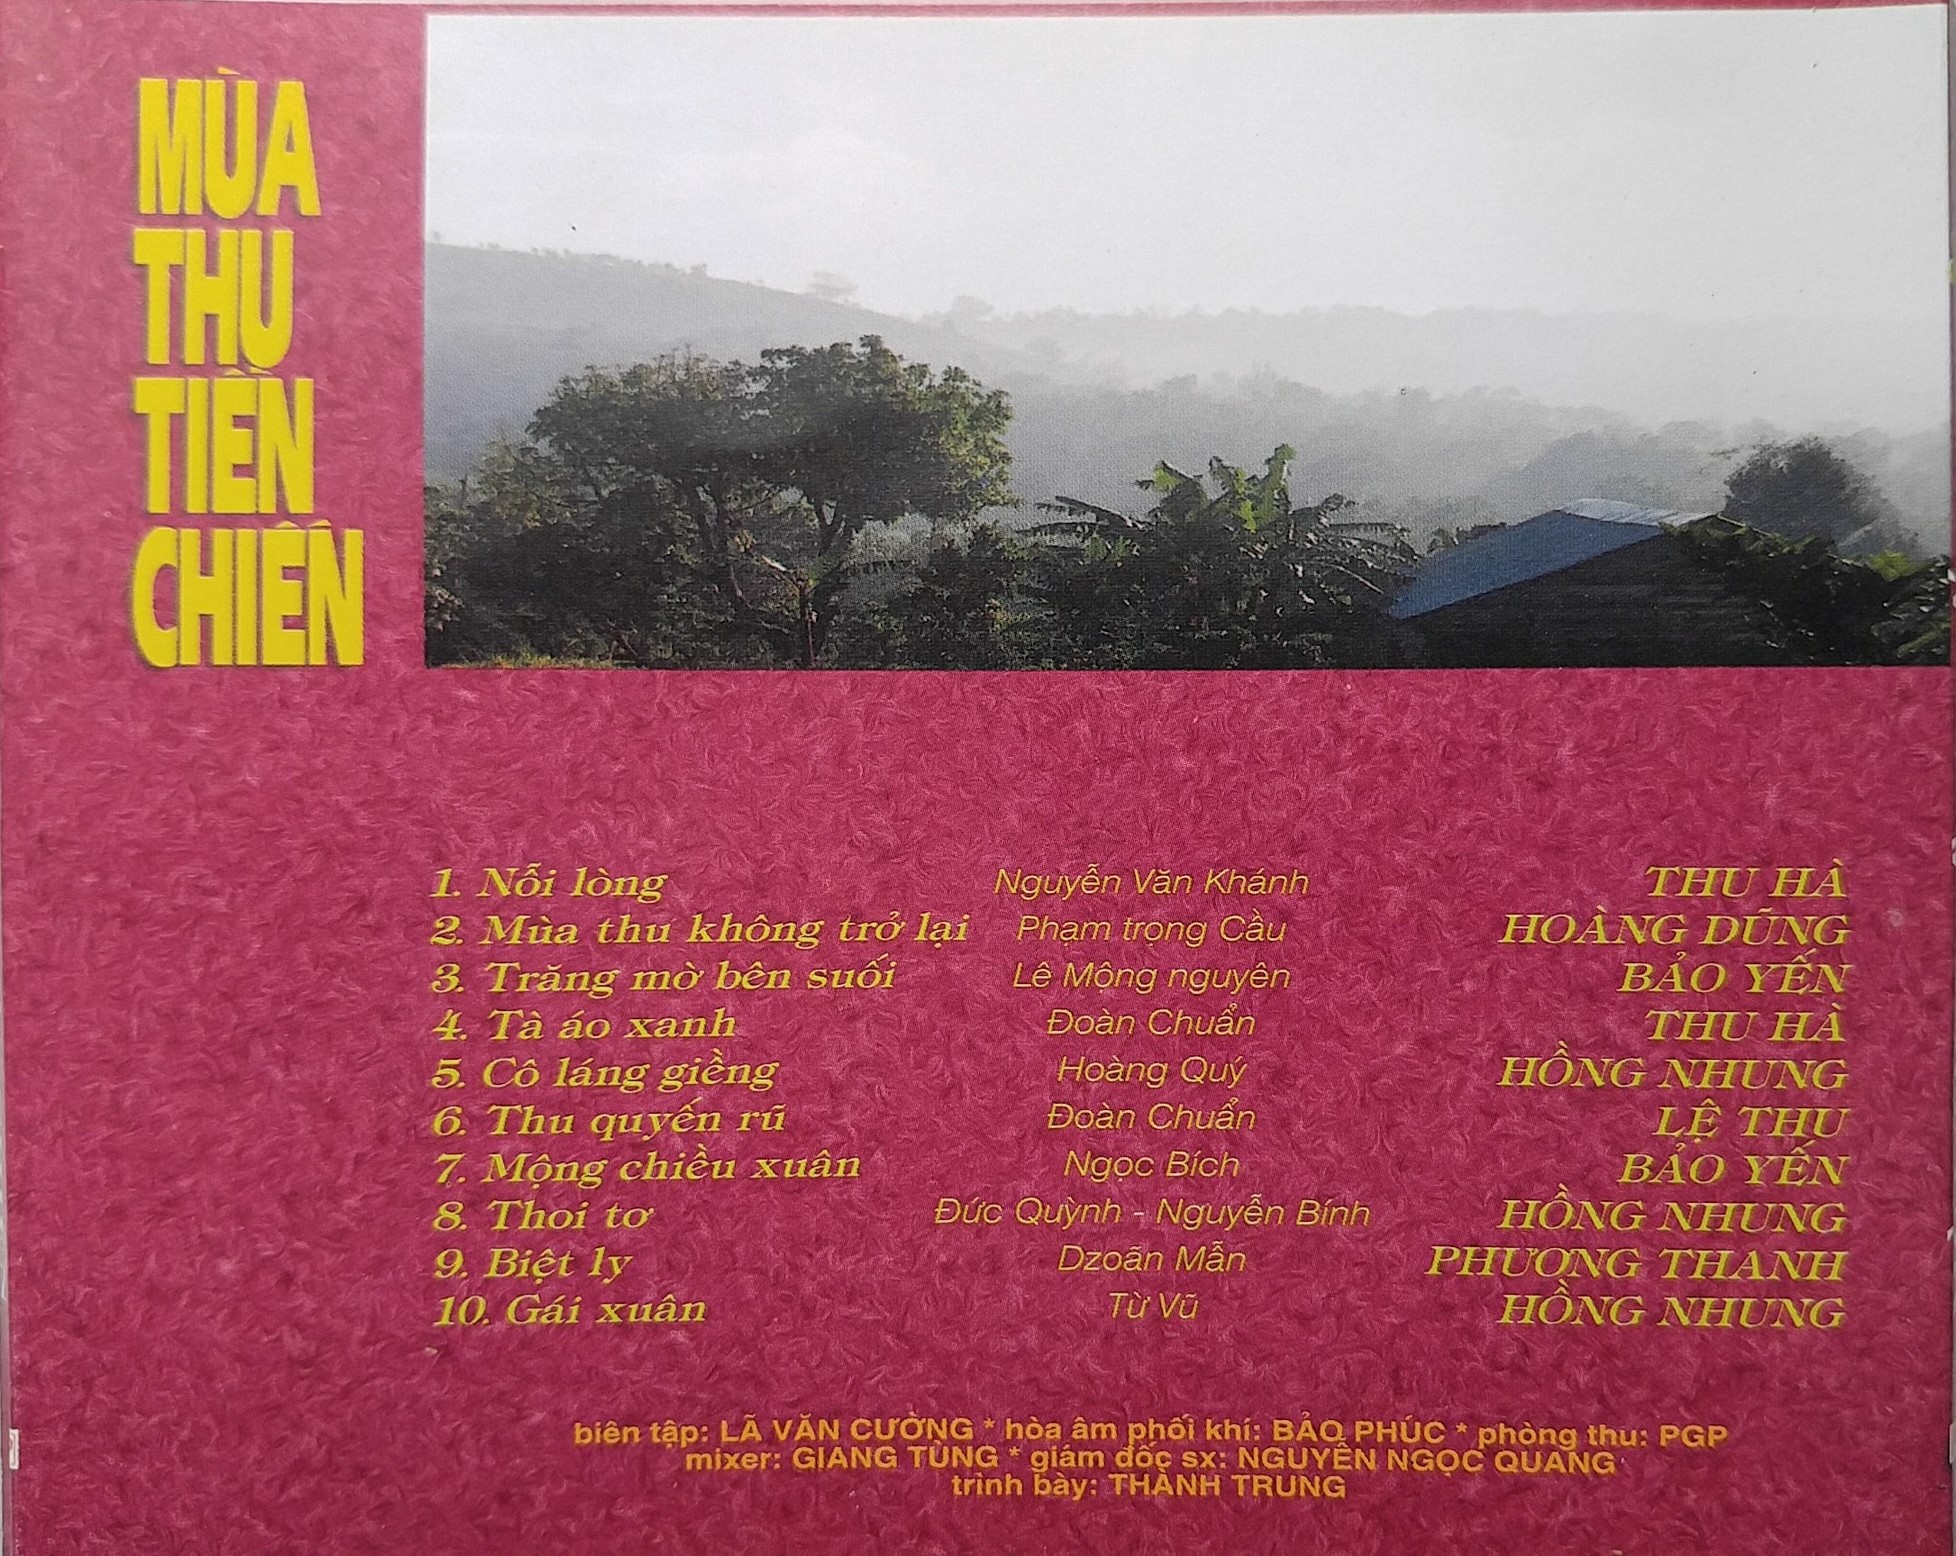 MÙA
THU
TIỀN
CHIẾN
1. Nỗi lòng Nguyễn Văn Khánh THU HÀ
2. Mùa thu không trở lại Phạm trọng Cầu HOÀNG DŨNG
3. Trăng mờ bên suối Lê Mộng nguyên BẢO YẾN
4. Tà áo xanh Đoàn Chuẩn THU HÀ
5. Cô láng giềng Hoàng Quý HỒNG NHUNG
6. Thu quyến rũ Đoàn Chuẩn LỆ THU
7. Mộng chiều xuân Ngọc Bích BẢO YẾN
8. Thoi tơ Đức Quỳnh - Nguyễn Bính HỒNG NHUNG
9. Biệt ly Dzoãn Mẫn PHƯƠNG THANH
10. Gái xuân Từ Vũ HỒNG NHUNG
biên tập: LÃ VĂN CƯỜNG * hòa âm phối khí: BẢO PHÚC * phòng thu: PGP
mixer: GIANG TÙNG * giám đốc sx: NGUYỄN NGỌC QUANG
trình bày: THÀNH TRUNG